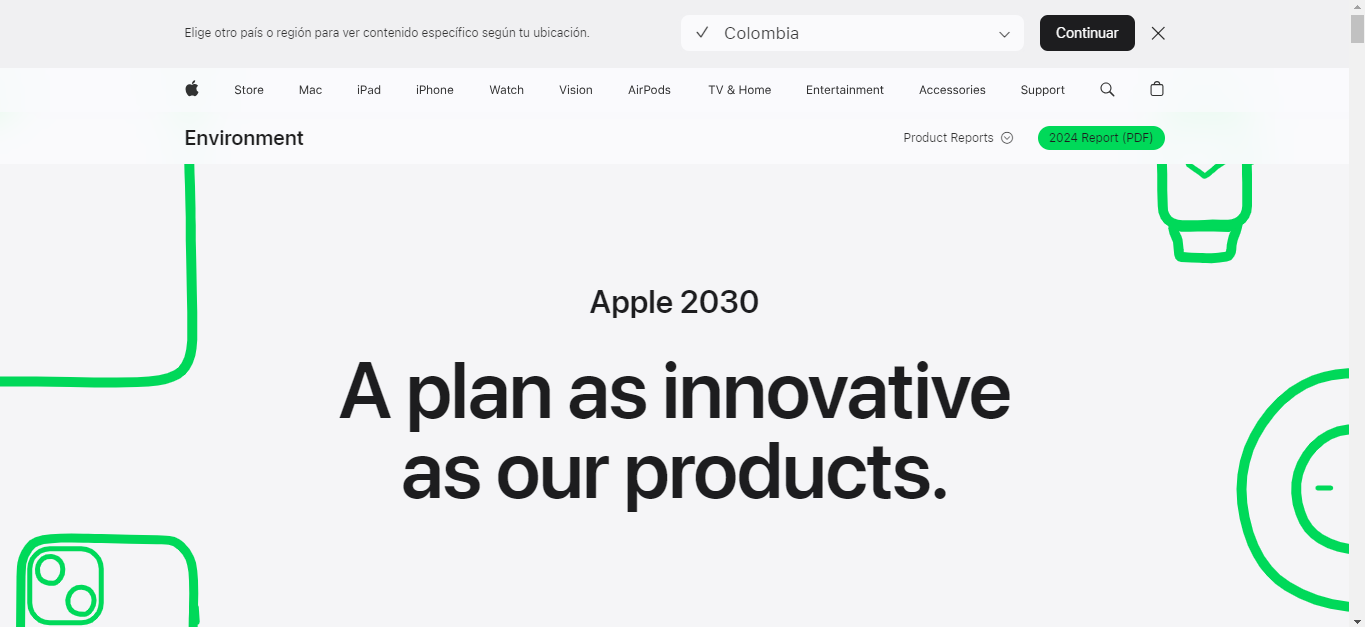 Elige otro país o región para ver contenido específico según tu ubicación.
Colombia
Continuar
Store Mac iPad iPhone Watch Vision AirPods TV & Home Entertainment Accessories Support
Environment
Product Reports
2024 Report (PDF)
Apple 2030
A plan as innovative
as our products.